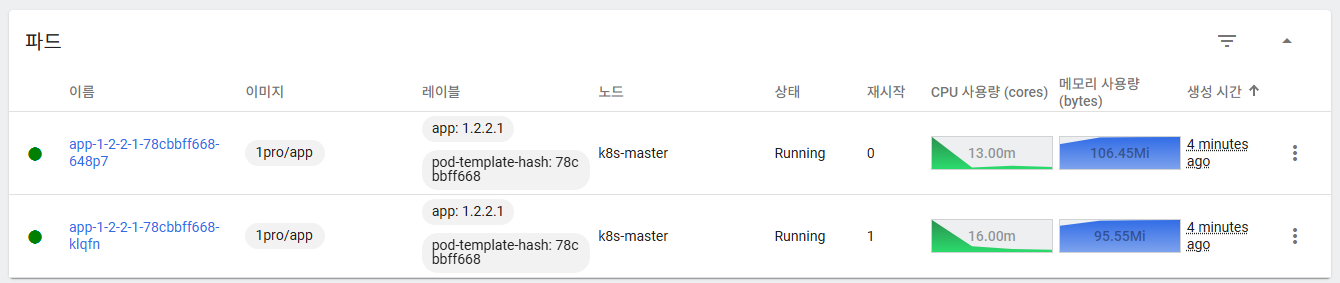 파드
이름 이미지 레이블 노드 상태 재시작 CPU 사용량 (cores) 메모리 사용량 (bytes) 생성 시간
app-1-2-2-1-78cbbff668-
648p7
1pro/app
app: 1.2.2.1
pod-template-hash: 78c
bbff668
k8s-master
Running
0
13.00m
106.45Mi
4 minutes
ago
app-1-2-2-1-78cbbff668-
klqfn
1pro/app
app: 1.2.2.1
pod-template-hash: 78c
bbff668
k8s-master
Running
1
16.00m
95.55Mi
4 minutes
ago